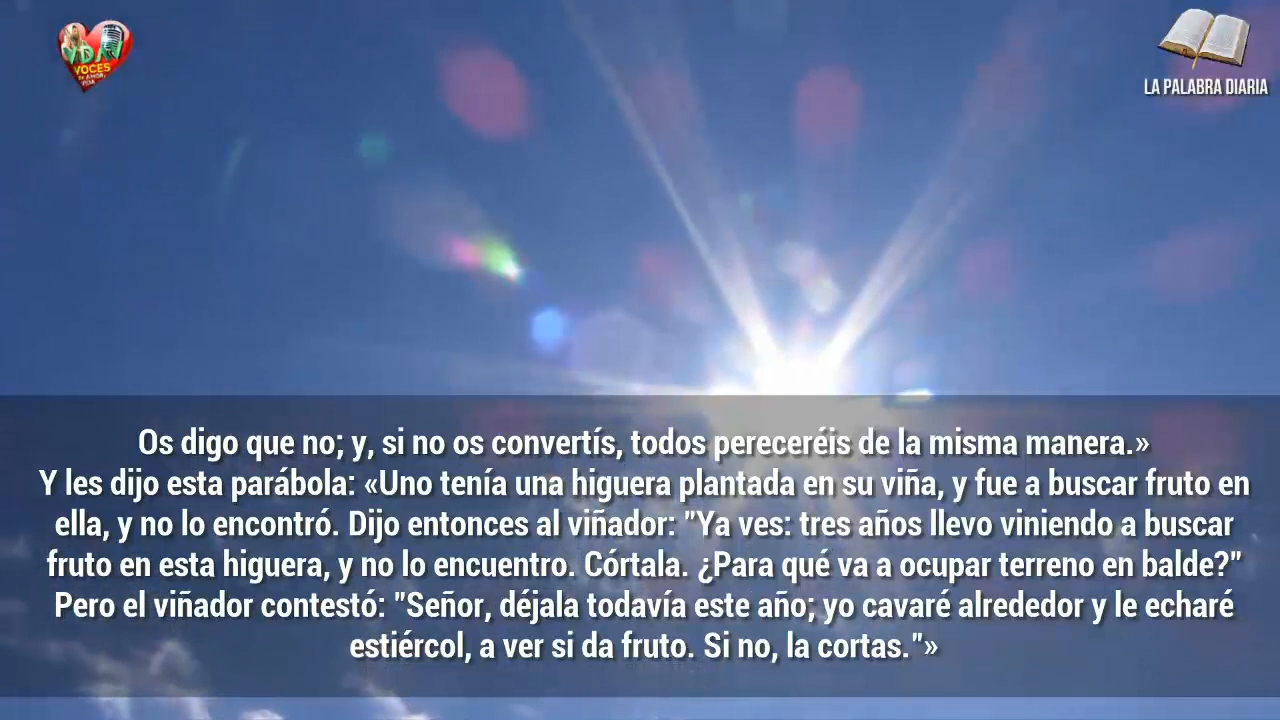 VDAV
VOCES
LA PALABRA DIARIA
Os digo que no; y, si no os convertís, todos pereceréis de la misma manera.»
Y les dijo esta parábola: «Uno tenía una higuera plantada en su viña, y fue a buscar fruto en
ella, y no lo encontró. Dijo entonces al viñador: "Ya ves: tres años llevo viniendo a buscar
fruto en esta higuera, y no lo encuentro. Córtala. ¿Para qué va a ocupar terreno en balde?"
Pero el viñador contestó: "Señor, déjala todavía este año; yo cavaré alrededor y le echaré
estiércol, a ver si da fruto. Si no, la cortas."»